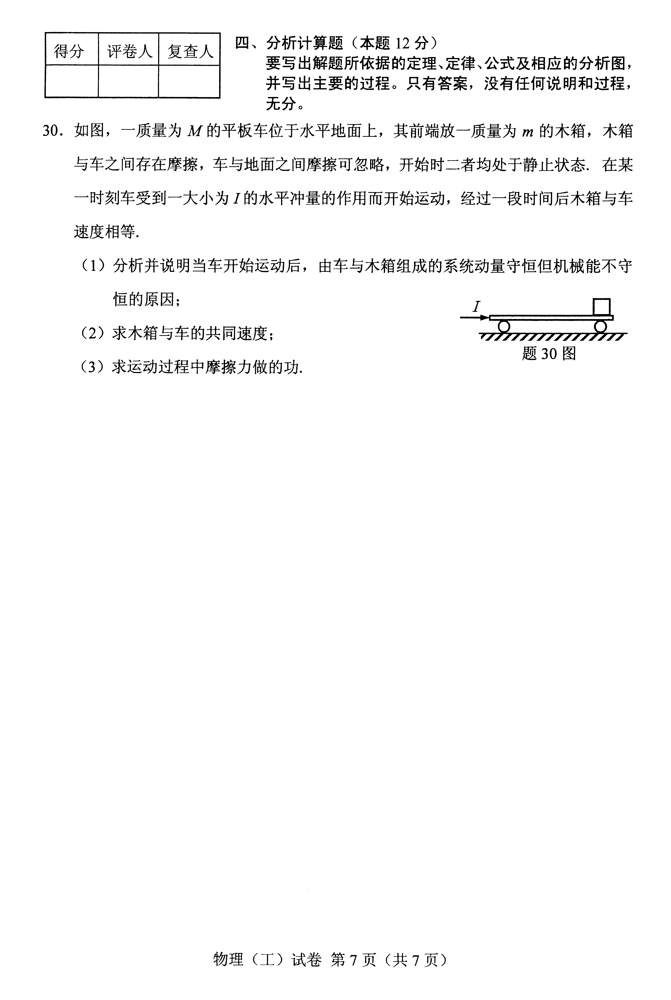 得分 评卷人 复查人
四、分析计算题（本题 12 分）
要写出解题所依据的定理、定律、公式及相应的分析图，
并写出主要的过程。只有答案，没有任何说明和过程，
无分。
30．如图，一质量为 M 的平板车位于水平地面上，其前端放一质量为 m 的木箱，木箱
与车之间存在摩擦，车与地面之间摩擦可忽略，开始时二者均处于静止状态．在某
一时刻车受到一大小为 I 的水平冲量的作用而开始运动，经过一段时间后木箱与车
速度相等．
（1）分析并说明当车开始运动后，由车与木箱组成的系统动量守恒但机械能不守
恒的原因；
（2）求木箱与车的共同速度；
（3）求运动过程中摩擦力做的功．
I
题 30 图
物理（工）试卷 第 7 页（共 7 页）